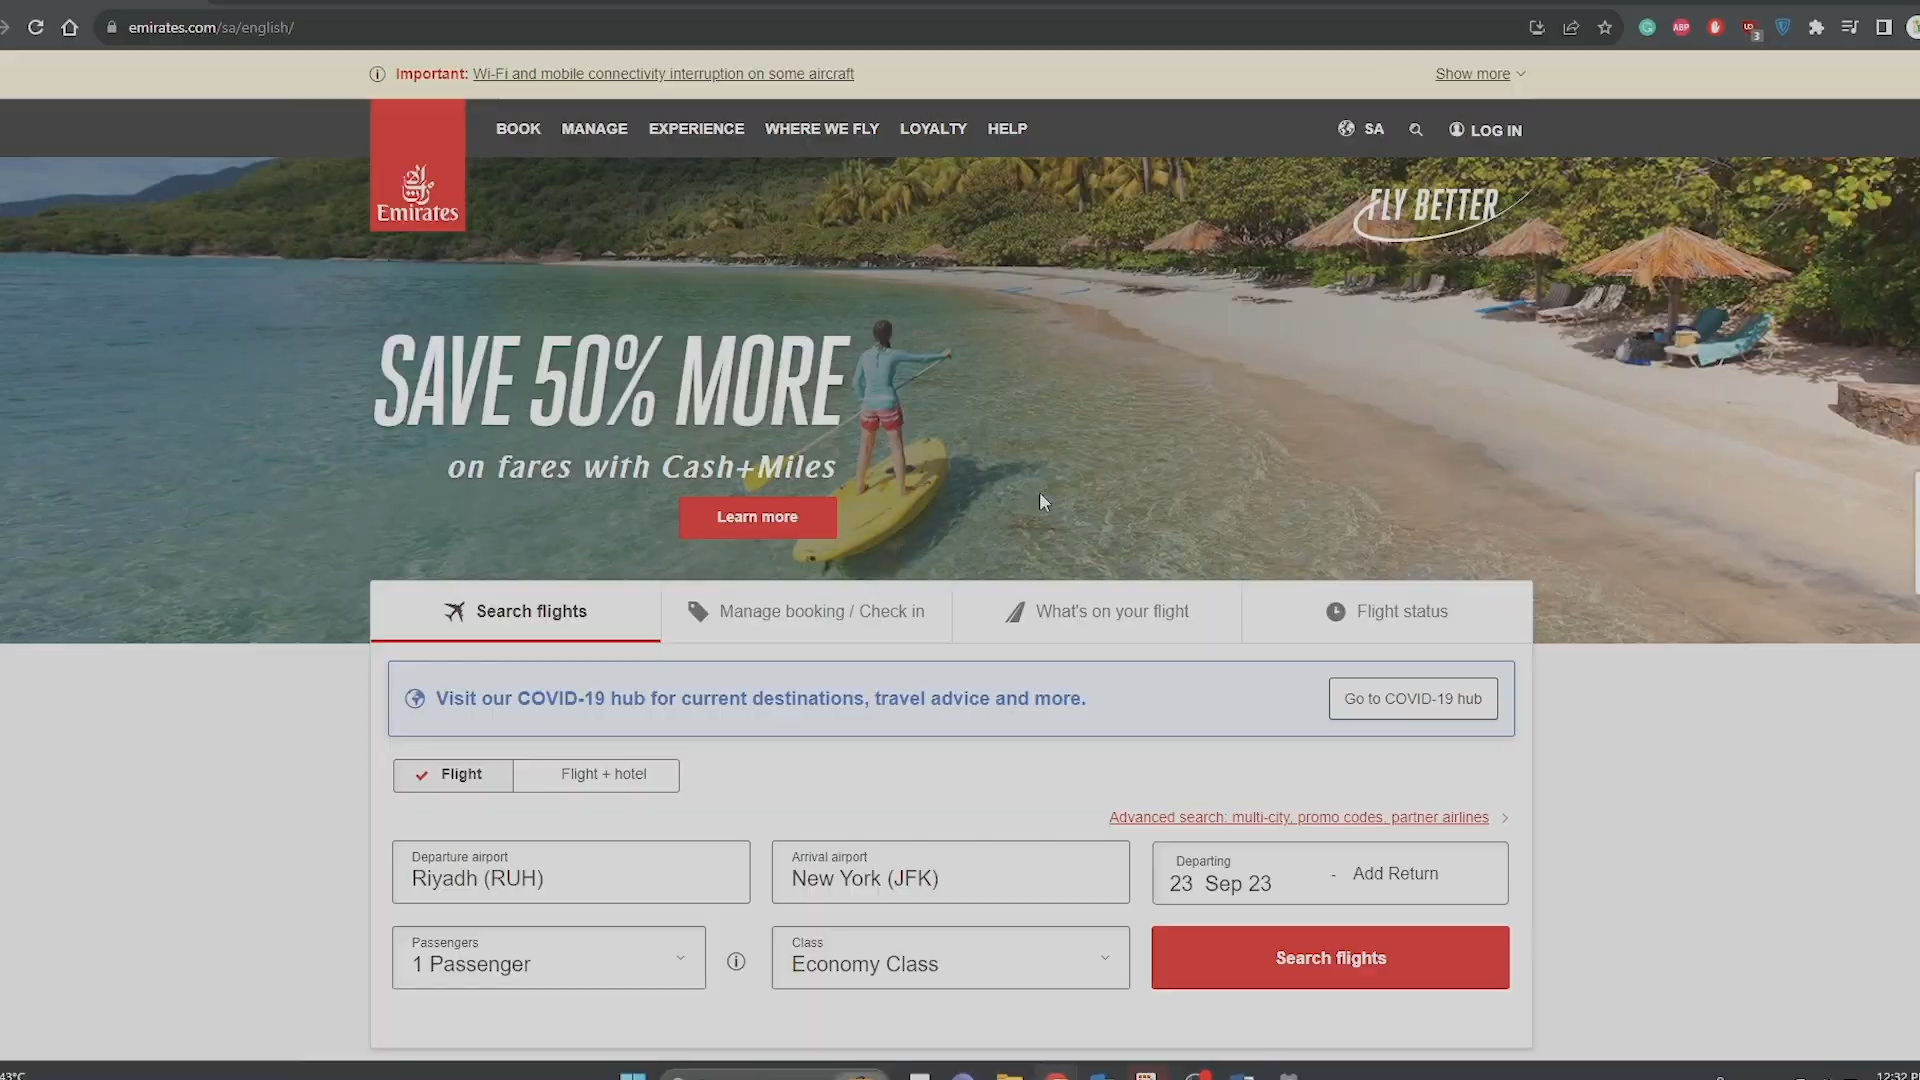 emirates.com/sa/english/
ABP
3
Important: Wi-Fi and mobile connectivity interruption on some aircraft
Show more
BOOK MANAGE EXPERIENCE WHERE WE FLY LOYALTY HELP
SA LOG IN
Emirates
FLY BETTER
SAVE 50% MORE
on fares with Cash+Miles
Learn more
Search flights
Manage booking / Check in
What's on your flight
Flight status
Visit our COVID-19 hub for current destinations, travel advice and more.
Go to COVID-19 hub
Flight
Flight + hotel
Advanced search: multi-city, promo codes, partner airlines
Departure airport
Riyadh (RUH)
Arrival airport
New York (JFK)
Departing
23 Sep 23 - Add Return
Passengers
1 Passenger
Class
Economy Class
Search flights
43°C